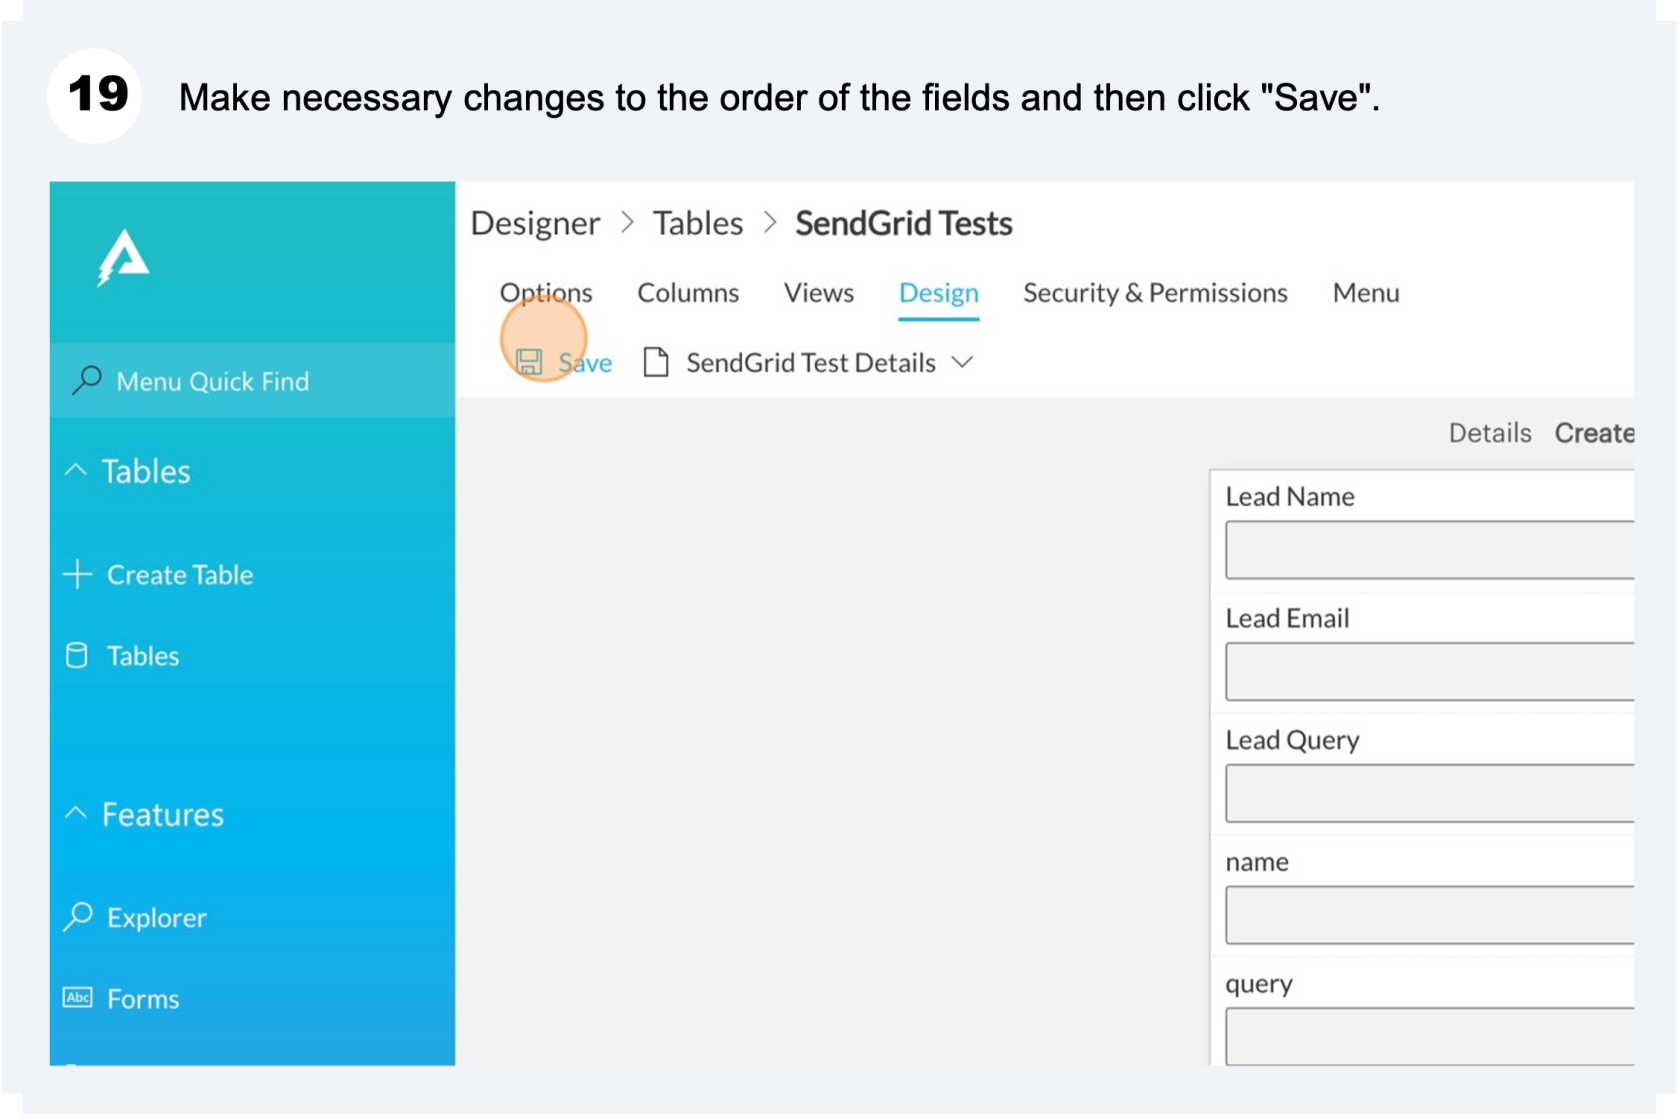 19 Make necessary changes to the order of the fields and then click "Save".
Designer > Tables > SendGrid Tests
Options Columns Views Design Security & Permissions Menu
Save SendGrid Test Details
Menu Quick Find
Tables
Create Table
Tables
Features
Explorer
Abc Forms
Details Create
Lead Name
Lead Email
Lead Query
name
query